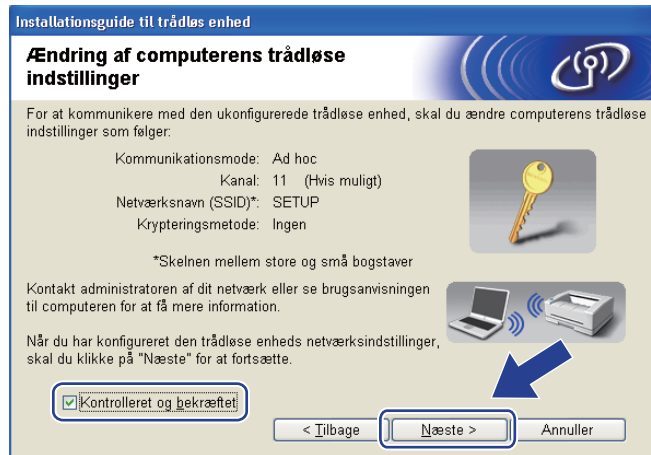 Installationsguide til trådløs enhed
Ændring af computerens trådløse
indstillinger
For at kommunikere med den ukonfigurerede trådløse enhed, skal du ændre computerens trådløse
indstillinger som følger:
Kommunikationsmode: Ad hoc
Kanal: 11 (Hvis muligt)
Netværksnavn (SSID)*: SETUP
Krypteringsmetode: Ingen
*Skelnen mellem store og små bogstaver
Kontakt administratoren af dit netværk eller se brugsanvisningen
til computeren for at få mere information.
Når du har konfigureret den trådløse enheds netværksindstillinger,
skal du klikke på "Næste" for at fortsætte.
Kontrolleret og bekræftet
< Tilbage Næste > Annuller